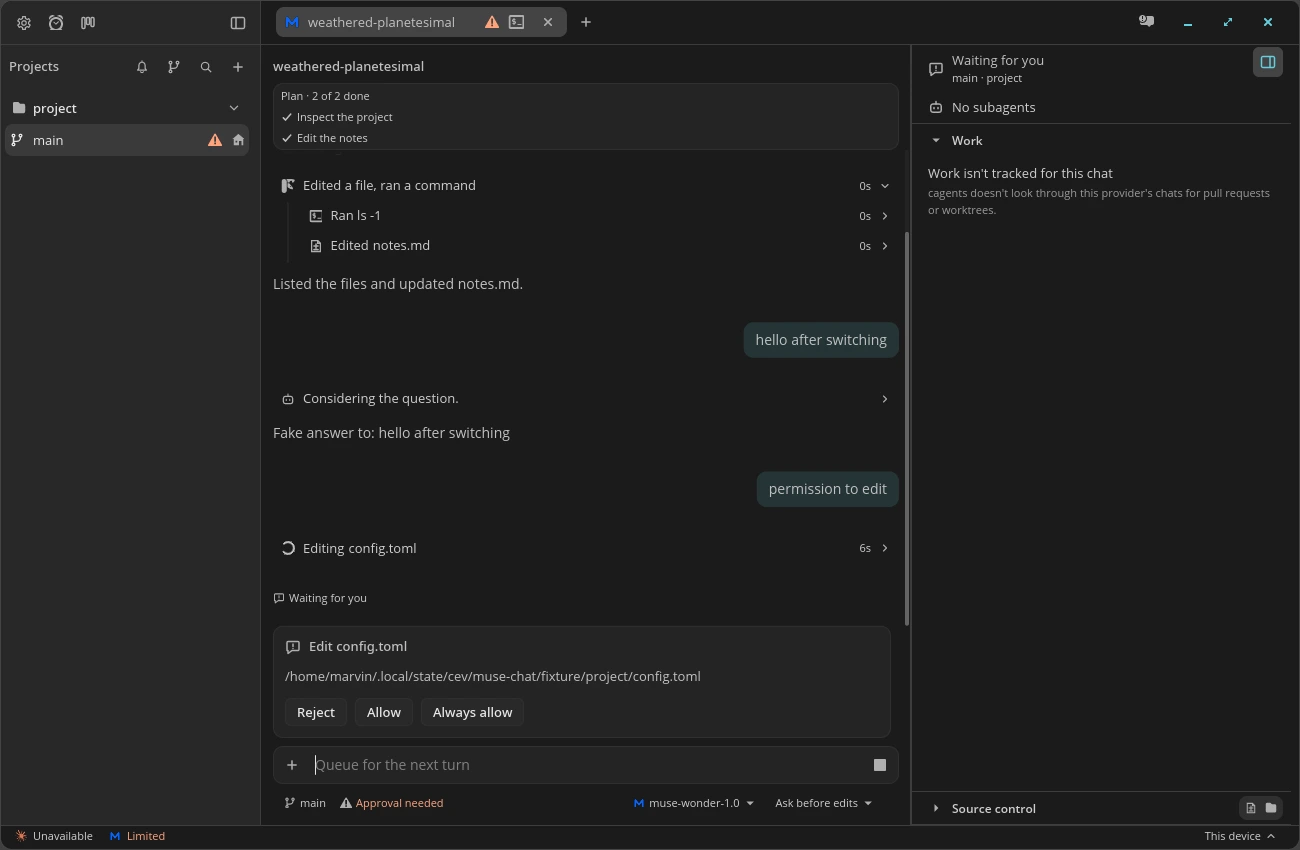 weathered-planetesimal
Projects
project
main
weathered-planetesimal
Plan · 2 of 2 done
Inspect the project
Edit the notes
Edited a file, ran a command
0s
Ran ls -1
0s
Edited notes.md
0s
Listed the files and updated notes.md.
hello after switching
Considering the question.
Fake answer to: hello after switching
permission to edit
Editing config.toml
6s
Waiting for you
Edit config.toml
/home/marvin/.local/state/cev/muse-chat/fixture/project/config.toml
Reject
Allow
Always allow
Queue for the next turn
main
Approval needed
muse-wonder-1.0
Ask before edits
Waiting for you
main · project
No subagents
Work
Work isn't tracked for this chat
cagents doesn't look through this provider's chats for pull requests
or worktrees.
Source control
Unavailable
Limited
This device